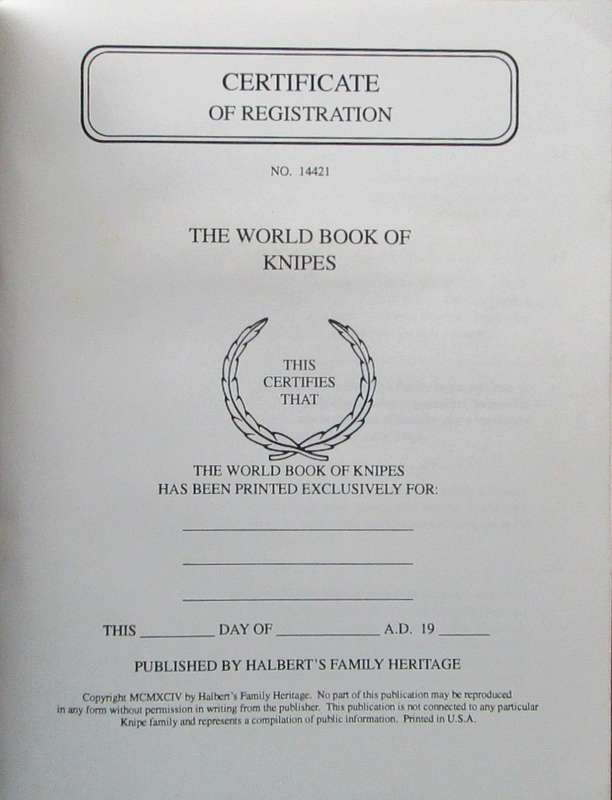 CERTIFICATE
OF REGISTRATION
NO. 14421
THE WORLD BOOK OF
KNIPES
THIS
CERTIFIES
THAT
THE WORLD BOOK OF KNIPES
HAS BEEN PRINTED EXCLUSIVELY FOR:
THIS __________ DAY OF ______________ A.D. 19 _______
PUBLISHED BY HALBERT'S FAMILY HERITAGE
Copyright MCMXCIV by Halbert's Family Heritage. No part of this publication may be reproduced
in any form without permission in writing from the publisher. This publication is not connected to any particular
Knipe family and represents a compilation of public information. Printed in U.S.A.